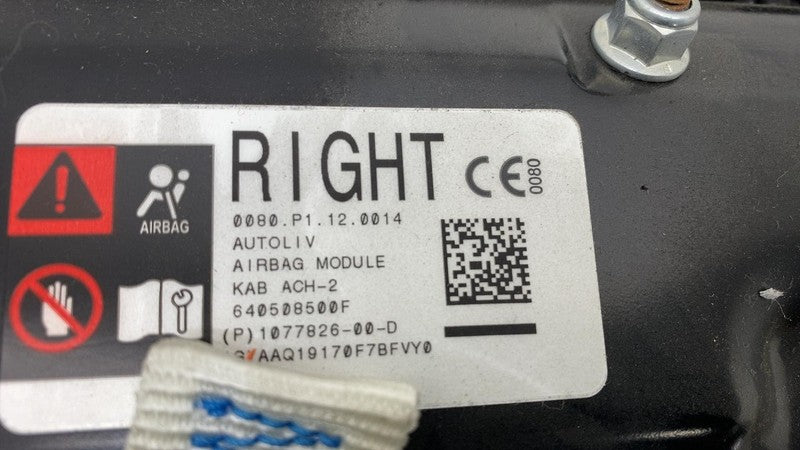 RIGHT
CE 0080
AIRBAG
0080.P1.12.0014
AUTOLIV
AIRBAG MODULE
KAB ACH-2
640508500F
(P)1077826-00-D
AAQ19170F7BFVY0